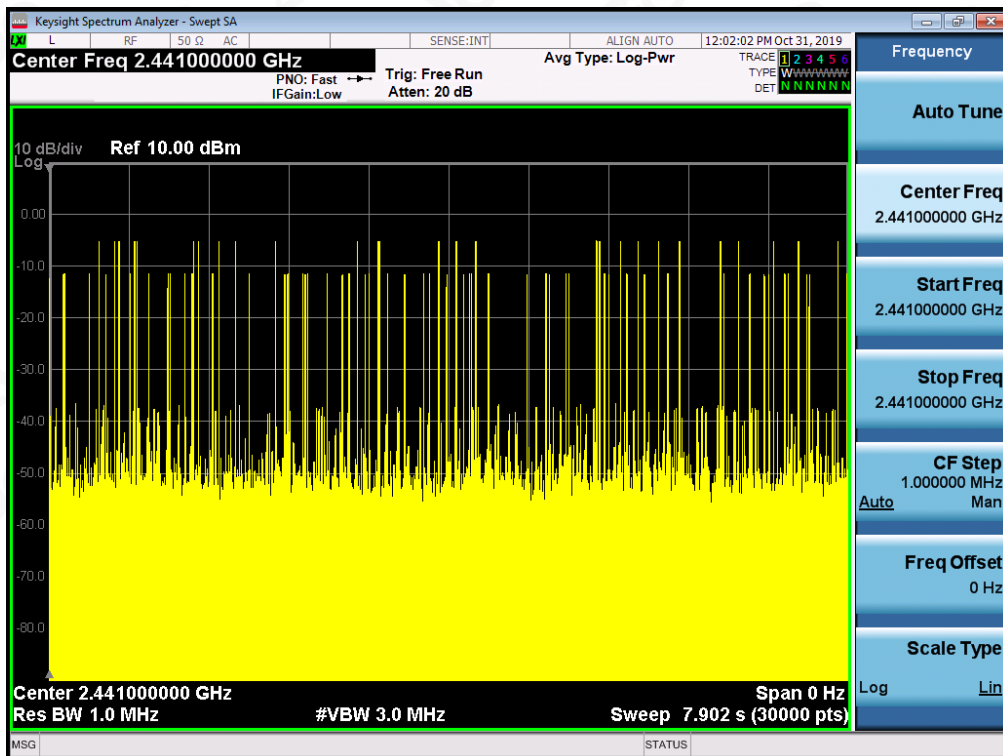 Keysight Spectrum Analyzer - Swept SA
LXI L RF 50 Ω AC SENSE:INT ALIGN AUTO 12:02:02 PM Oct 31, 2019
Center Freq 2.441000000 GHz
PNO: Fast
IFGain:Low
Trig: Free Run
Atten: 20 dB
Avg Type: Log-Pwr
TRACE 1 2 3 4 5 6
TYPE WWWWWW
DET N N N N N N
10 dB/div Ref 10.00 dBm
Log
0.00
-10.0
-20.0
-30.0
-40.0
-50.0
-60.0
-70.0
-80.0
Center 2.441000000 GHz Span 0 Hz
Res BW 1.0 MHz #VBW 3.0 MHz Sweep 7.902 s (30000 pts)
MSG STATUS
Frequency
Auto Tune
Center Freq
2.441000000 GHz
Start Freq
2.441000000 GHz
Stop Freq
2.441000000 GHz
CF Step
1.000000 MHz
Auto Man
Freq Offset
0 Hz
Scale Type
Log Lin